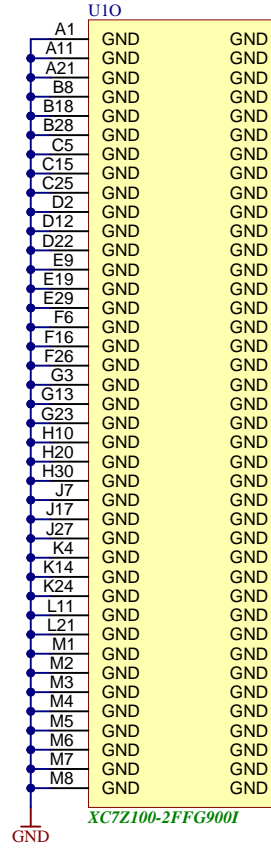 U1O
A1 GND GND
A11 GND GND
A21 GND GND
B8 GND GND
B18 GND GND
B28 GND GND
C5 GND GND
C15 GND GND
C25 GND GND
D2 GND GND
D12 GND GND
D22 GND GND
E9 GND GND
E19 GND GND
E29 GND GND
F6 GND GND
F16 GND GND
F26 GND GND
G3 GND GND
G13 GND GND
G23 GND GND
H10 GND GND
H20 GND GND
H30 GND GND
J7 GND GND
J17 GND GND
J27 GND GND
K4 GND GND
K14 GND GND
K24 GND GND
L11 GND GND
L21 GND GND
M1 GND GND
M2 GND GND
M3 GND GND
M4 GND GND
M5 GND GND
M6 GND GND
M7 GND GND
M8 GND GND
XC7Z100-2FFG900I
GND